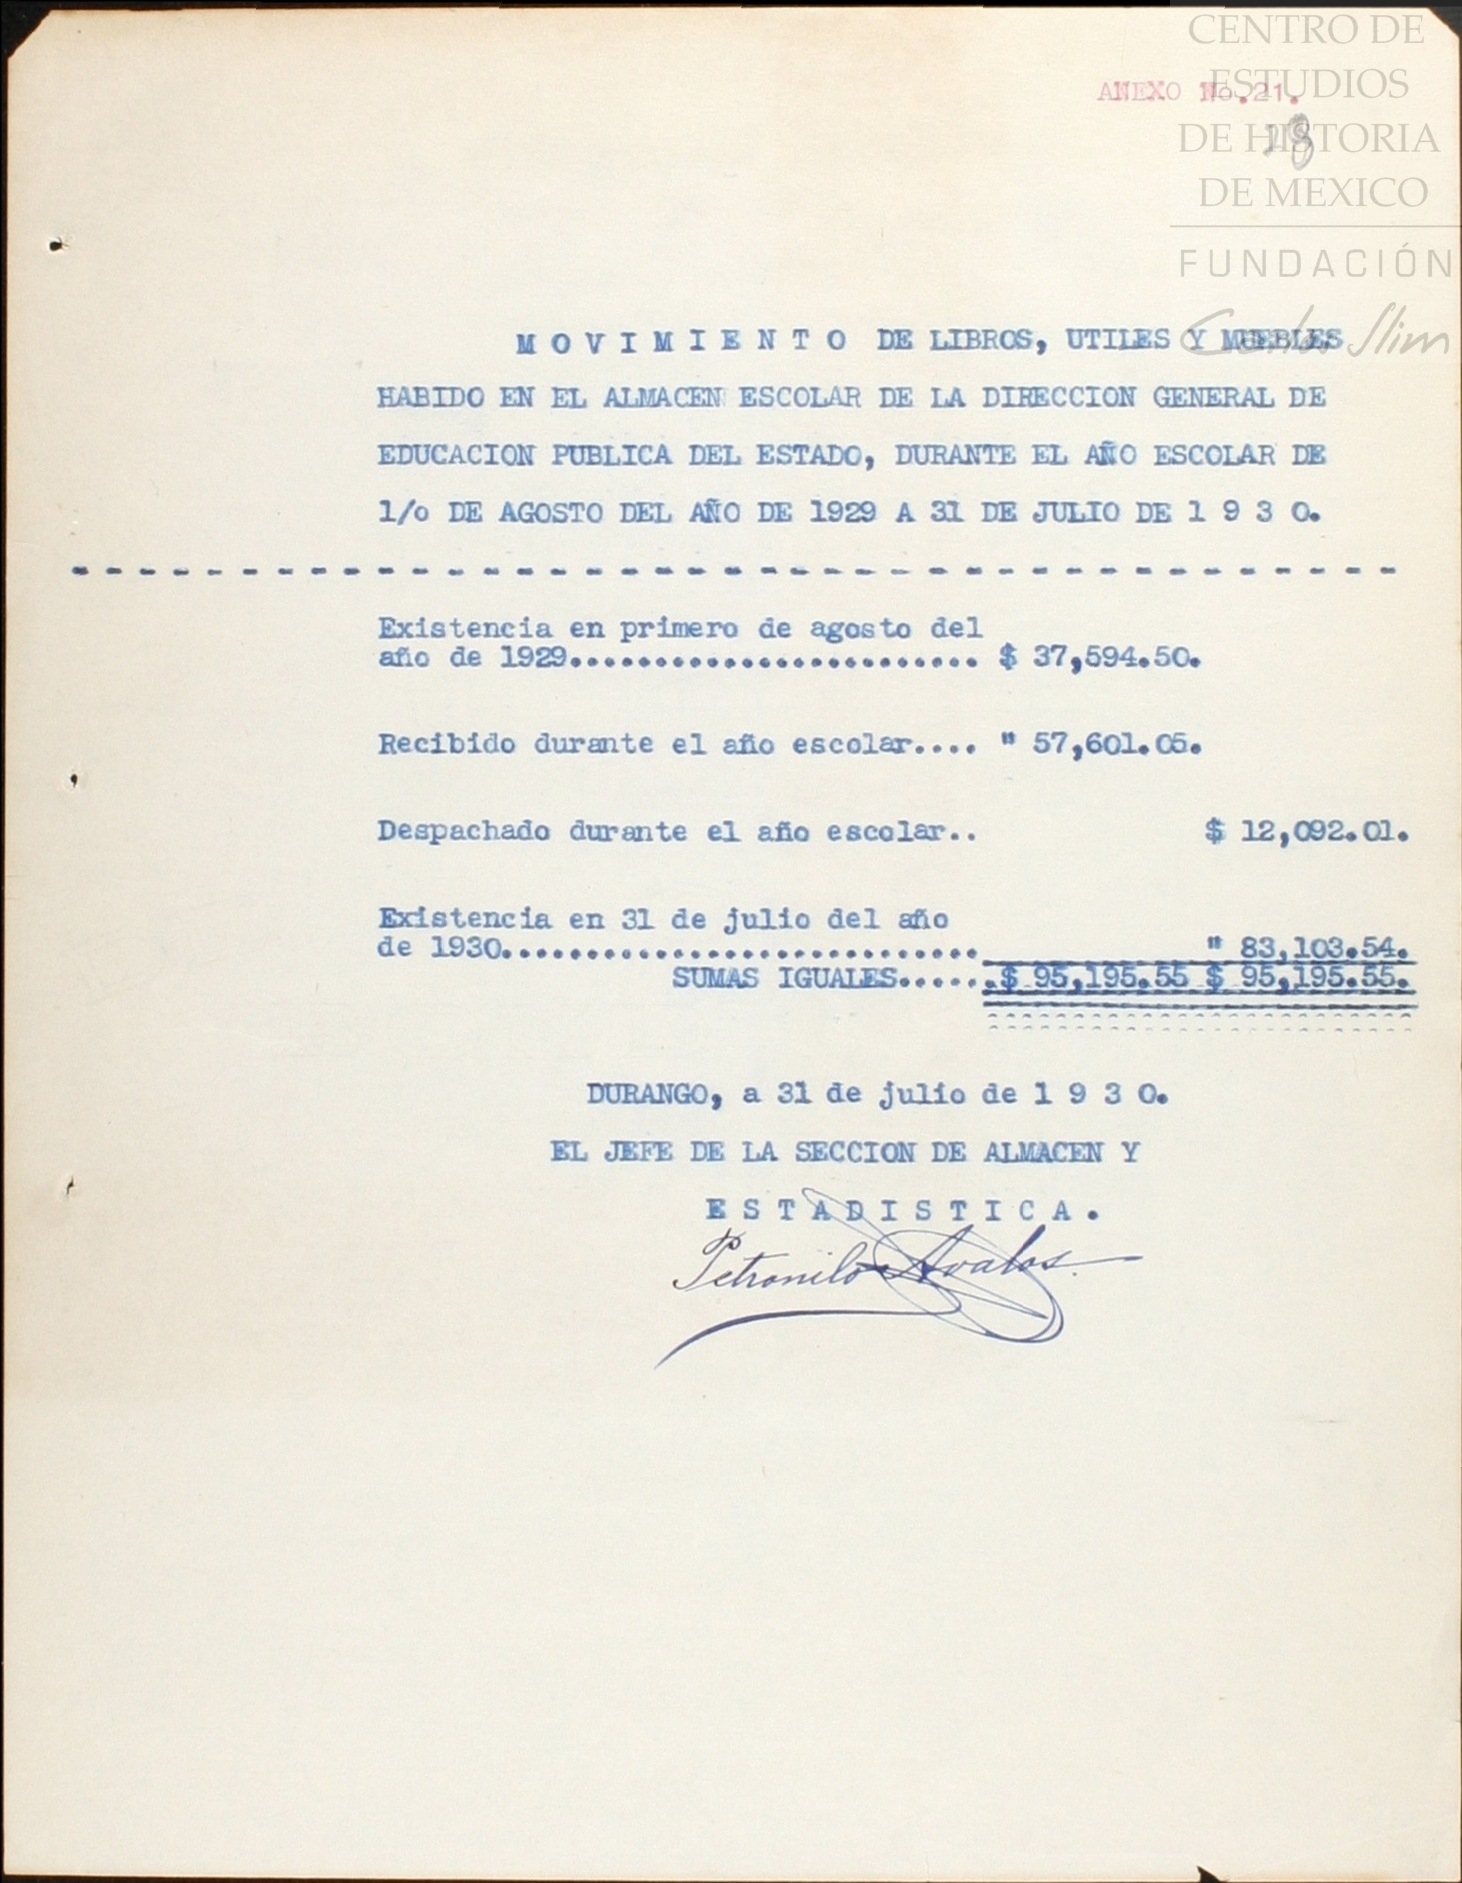 CENTRO DE
ESTUDIOS
DE HISTORIA
DE MEXICO
FUNDACIÓN
Carlos Slim
ANEXO No.21.
M O V I M I E N T O DE LIBROS, UTILES Y MUEBLES
HABIDO EN EL ALMACEN ESCOLAR DE LA DIRECCION GENERAL DE
EDUCACION PUBLICA DEL ESTADO, DURANTE EL AÑO ESCOLAR DE
1/o DE AGOSTO DEL AÑO DE 1929 A 31 DE JULIO DE 1 9 3 0.
Existencia en primero de agosto del
año de 1929........................ $ 37,594.50.
Recibido durante el año escolar.... " 57,601.05.
Despachado durante el año escolar.. $ 12,092.01.
Existencia en 31 de julio del año
de 1930............................ " 83,103.54.
SUMAS IGUALES......$ 95,195.55 $ 95,195.55.
DURANGO, a 31 de julio de 1 9 3 0.
EL JEFE DE LA SECCION DE ALMACEN Y
E S T A D I S T I C A .
Petronilo Avalos.